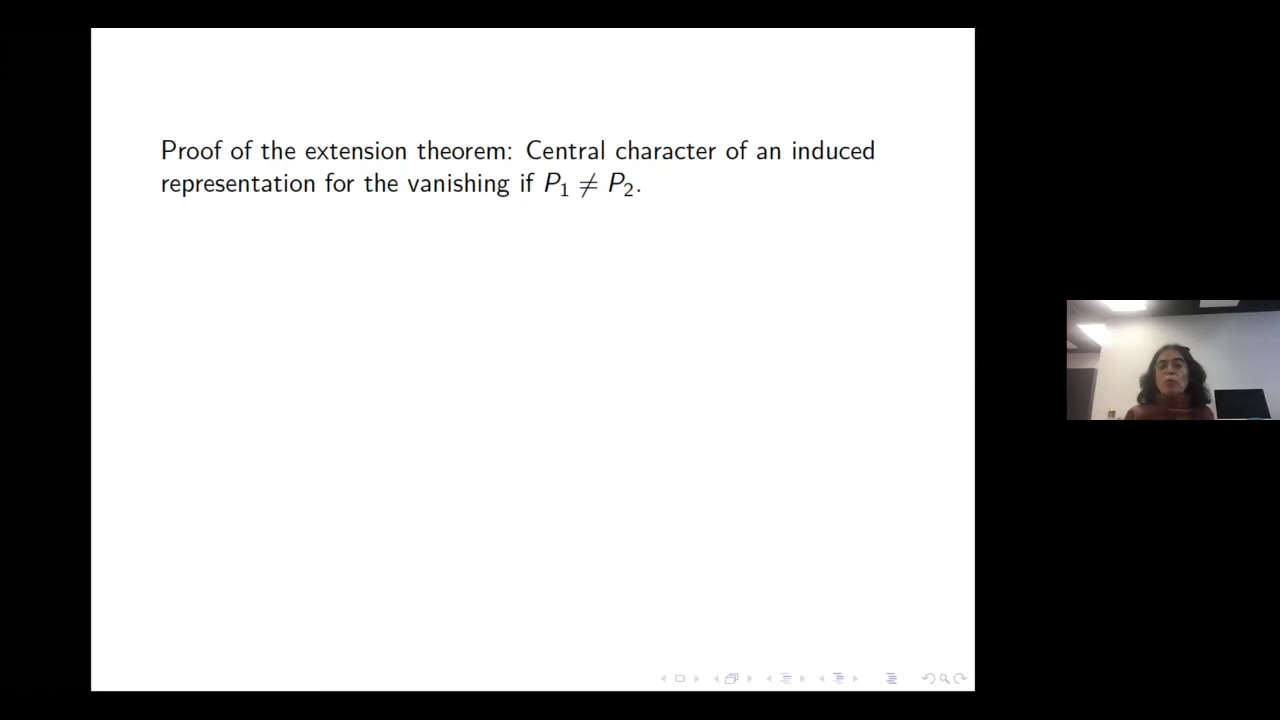 Proof of the extension theorem: Central character of an induced
representation for the vanishing if P₁ ≠ P₂.